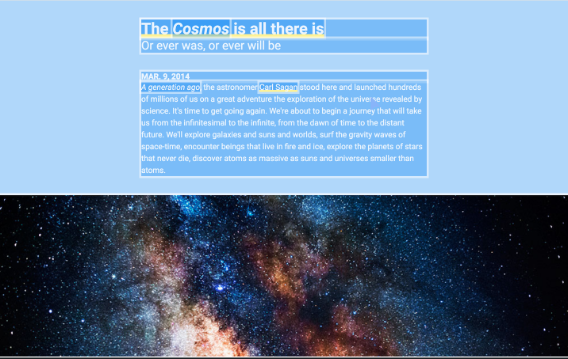 The Cosmos is all there is
Or ever was, or ever will be
MAR. 9, 2014
A generation ago, the astronomer Carl Sagan stood here and launched hundreds
of millions of us on a great adventure the exploration of the universe revealed by
science. It's time to get going again. We're about to begin a journey that will take
us from the infinitesimal to the infinite, from the dawn of time to the distant
future. We'll explore galaxies and suns and worlds, surf the gravity waves of
space-time, encounter beings that live in fire and ice, explore the planets of stars
that never die, discover atoms as massive as suns and universes smaller than
atoms.